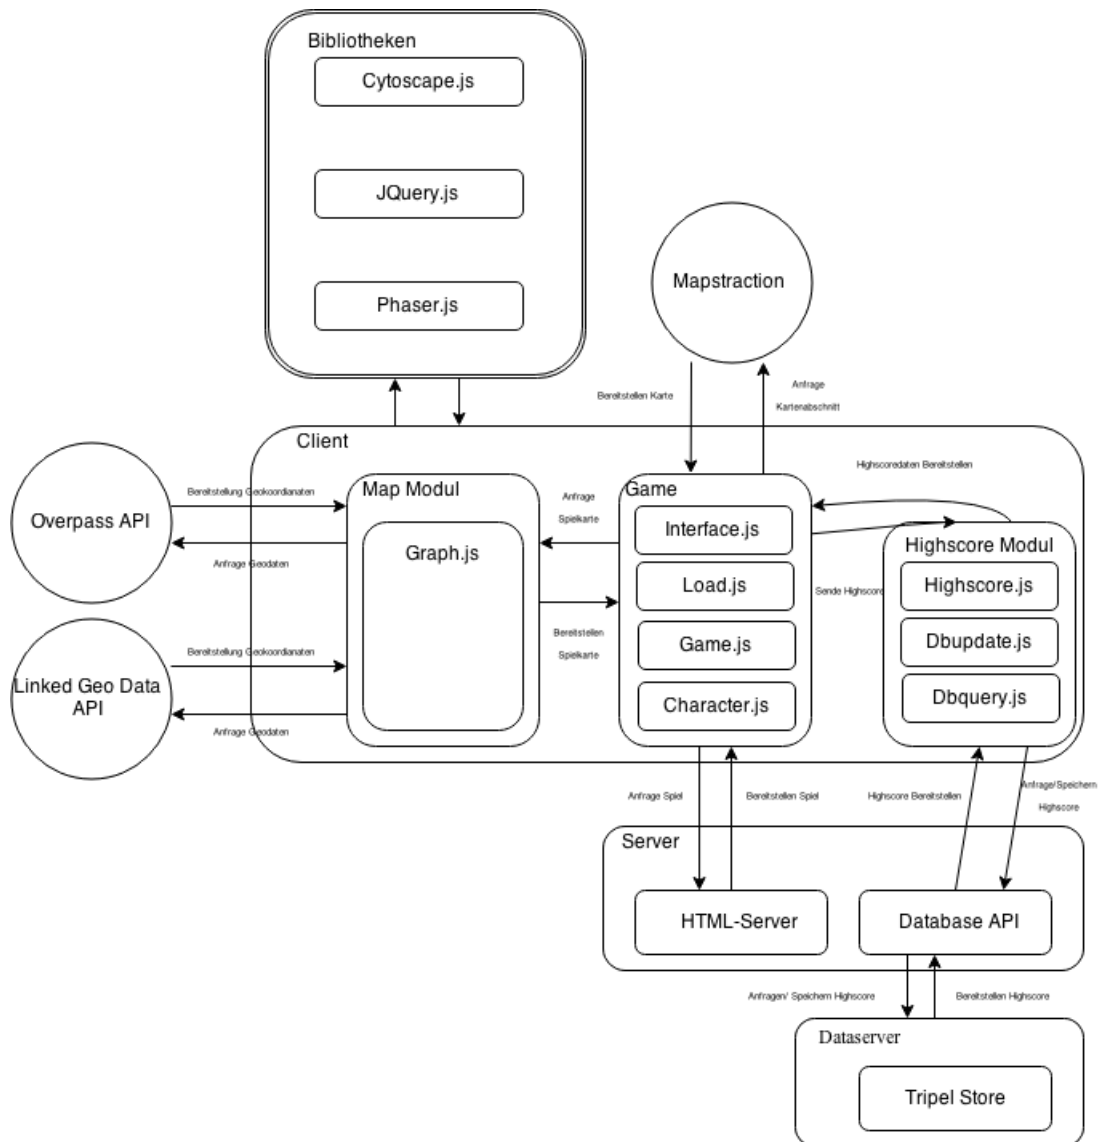 Bibliotheken
Cytoscape.js
JQuery.js
Phaser.js
Mapstraction
Bereitstellen Karte
Anfrage
Kartenabschnitt
Client
Highscoredaten Bereitstellen
Overpass API
Bereitstellung Geokoordianaten
Anfrage Geodaten
Map Modul
Graph.js
Anfrage
Spielkarte
Bereitstellen
Spielkarte
Game
Interface.js
Load.js
Game.js
Character.js
Sende Highscore
Highscore Modul
Highscore.js
Dbupdate.js
Dbquery.js
Linked Geo Data
API
Bereitstellung Geokoordianaten
Anfrage Geodaten
Anfrage Spiel
Bereitstellen Spiel
Highscore Bereitstellen
Anfrage/Speichern
Highscore
Server
HTML-Server
Database API
Anfragen/ Speichern Highscore
Bereitstellen Highscore
Dataserver
Tripel Store